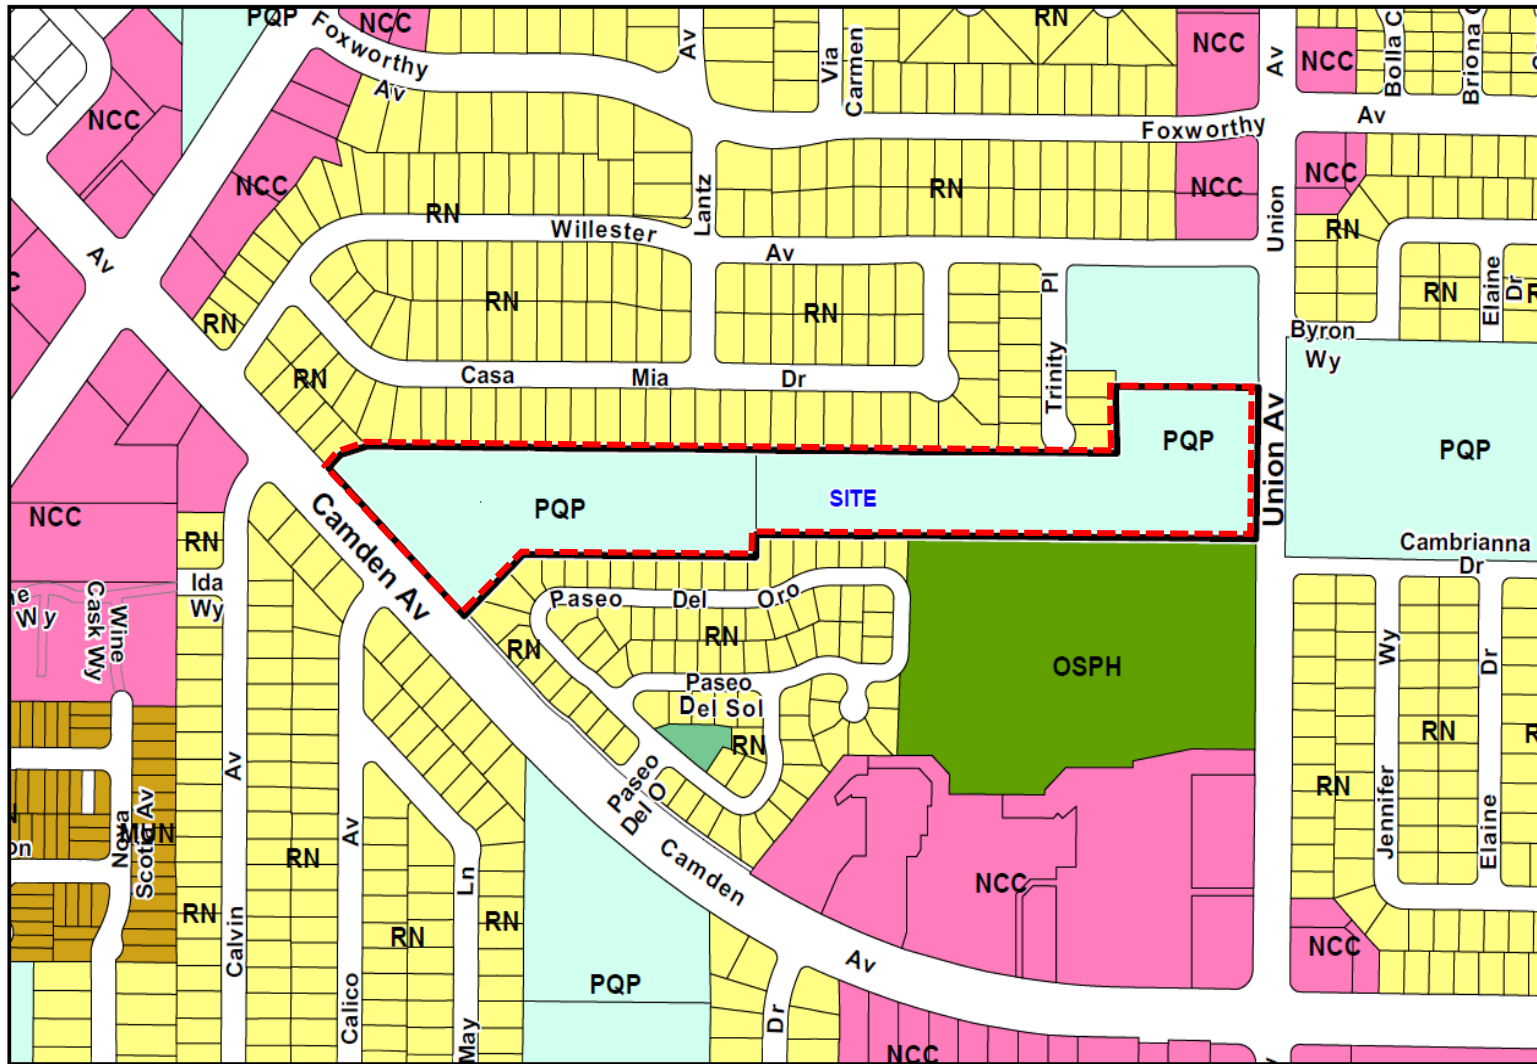 PQP
NCC
RN
Foxworthy
Av
Av
Via
Carmen
NCC
Av
NCC
Bolla C
Briona C
NCC
Foxworthy
Av
NCC
RN
Willester
Lantz
RN
NCC
Union
NCC
RN
Av
C
Av
RN
RN
RN
Pl
Trinity
RN
Elaine
Dr
Byron
Wy
RN
Casa
Mia
Dr
PQP
Union Av
PQP
SITE
PQP
Camden Av
NCC
RN
Cambrianna
Dr
Ida
Wy
Wy
Wine
Cask Wy
Paseo
Del
Oro
RN
RN
OSPH
Paseo
Del Sol
RN
Wy
Dr
RN
RN
Paseo
Del O
Jennifer
Elaine
Av
Nova
Scotia Av
MUN
RN
Av
Camden
NCC
Ln
RN
RN
RN
Calvin
NCC
Av
PQP
Calico
May
Dr
NCC